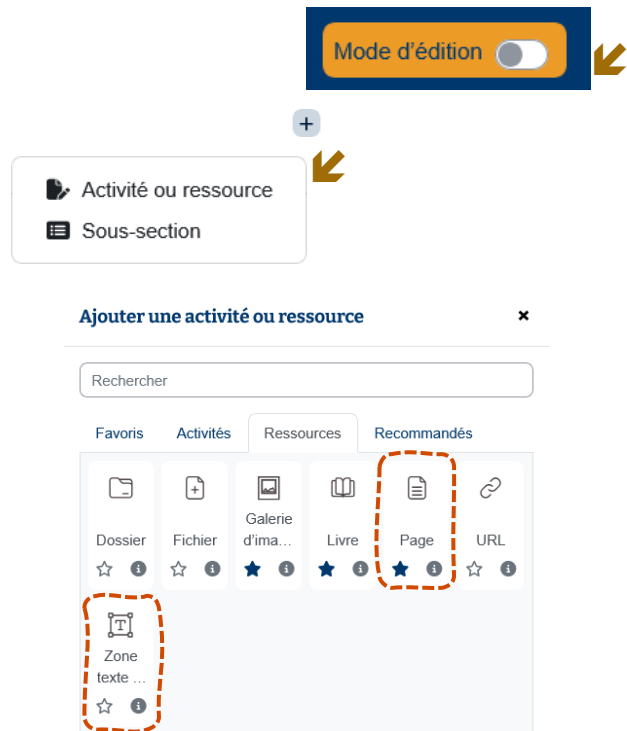 Mode d’édition
+
Activité ou ressource
Sous-section
Ajouter une activité ou ressource
Rechercher
Favoris Activités Ressources Recommandés
Dossier Fichier Galerie d’ima... Livre Page URL
Zone
texte ...